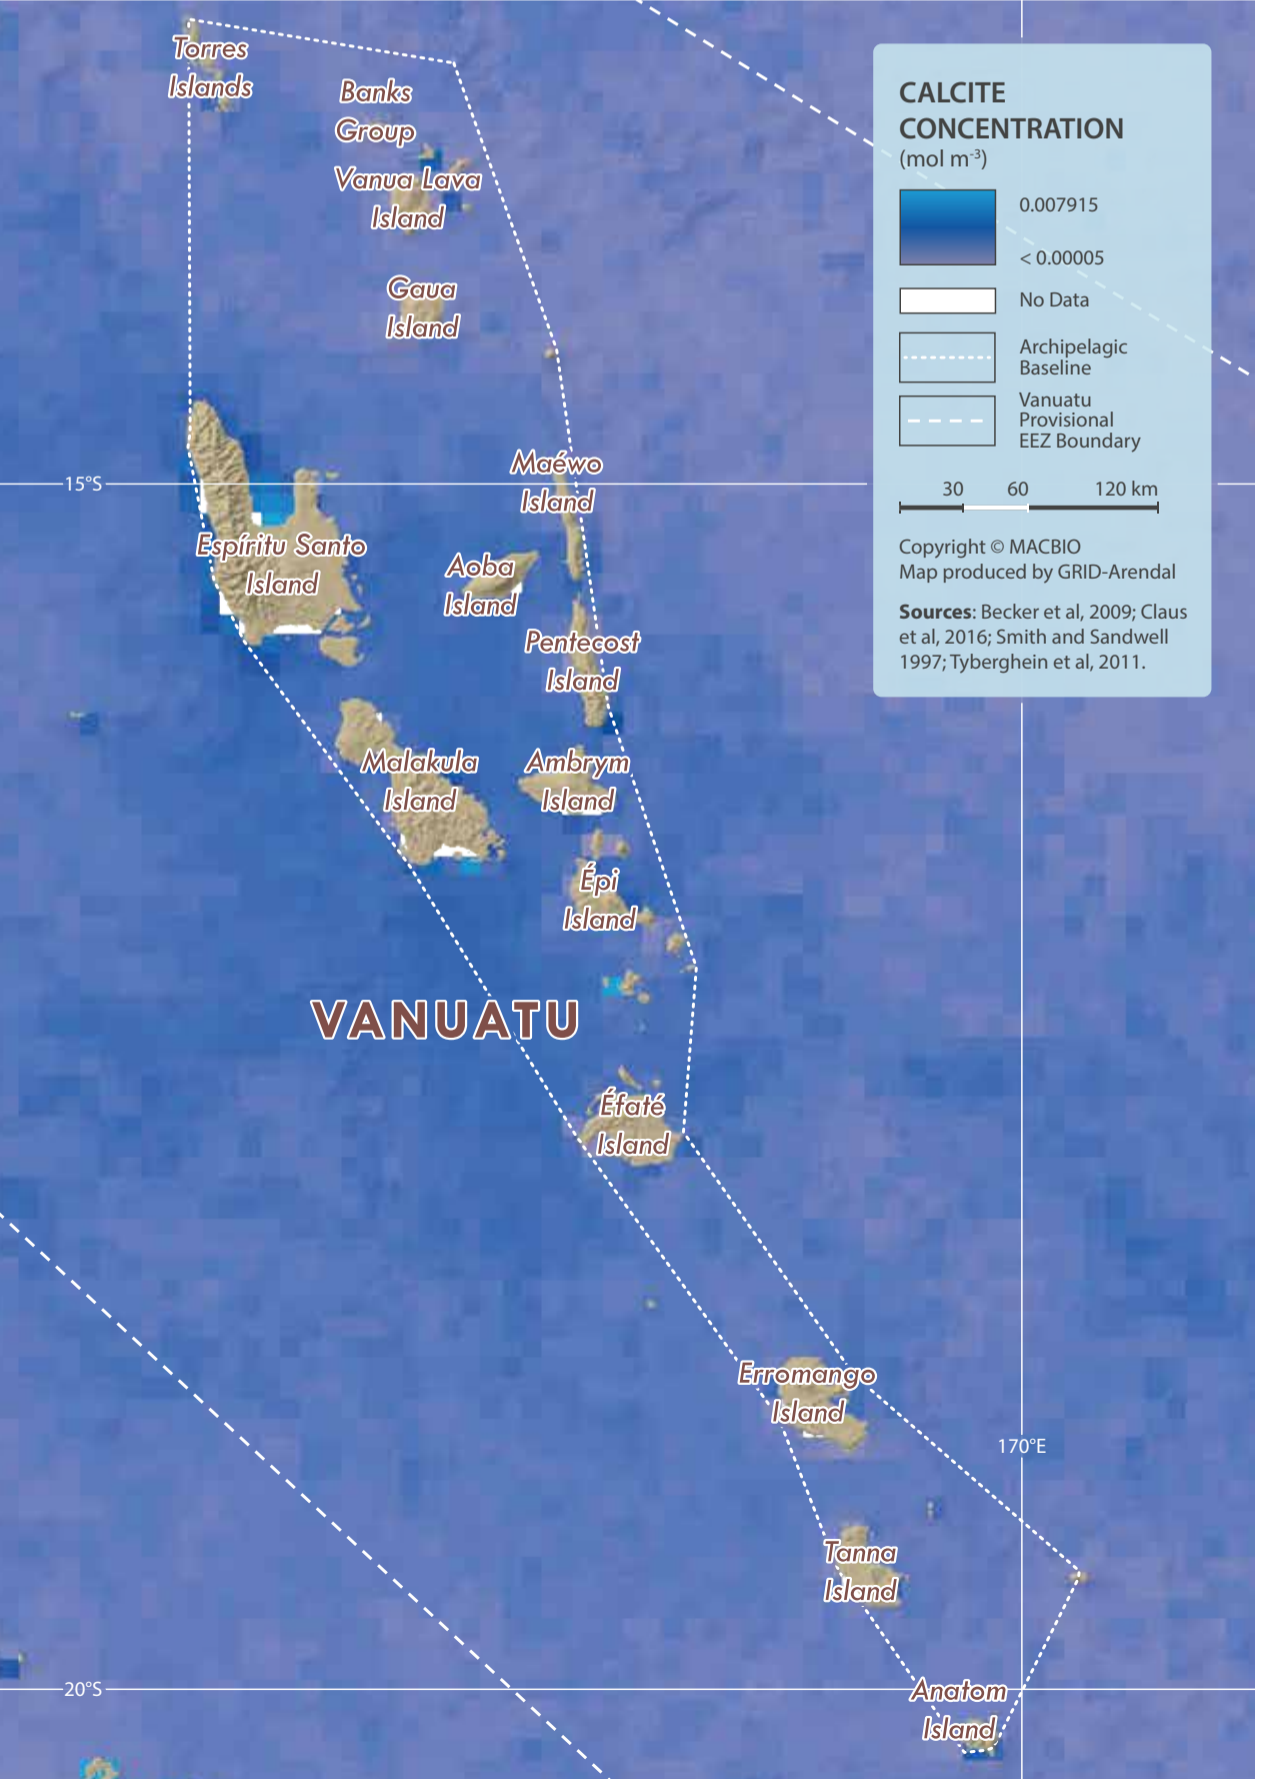 Torres
Islands
Banks
Group
Vanua Lava
Island
Gaua
Island
Maéwo
Island
15°S
Espíritu Santo
Island
Aoba
Island
Pentecost
Island
Malakula
Island
Ambrym
Island
Épi
Island
VANUATU
Éfaté
Island
Erromango
Island
170°E
Tanna
Island
20°S
Anatom
Island
CALCITE
CONCENTRATION
(mol m⁻³)
0.007915
< 0.00005
No Data
Archipelagic
Baseline
Vanuatu
Provisional
EEZ Boundary
30 60 120 km
Copyright © MACBIO
Map produced by GRID-Arendal
Sources: Becker et al, 2009; Claus
et al, 2016; Smith and Sandwell
1997; Tyberghein et al, 2011.